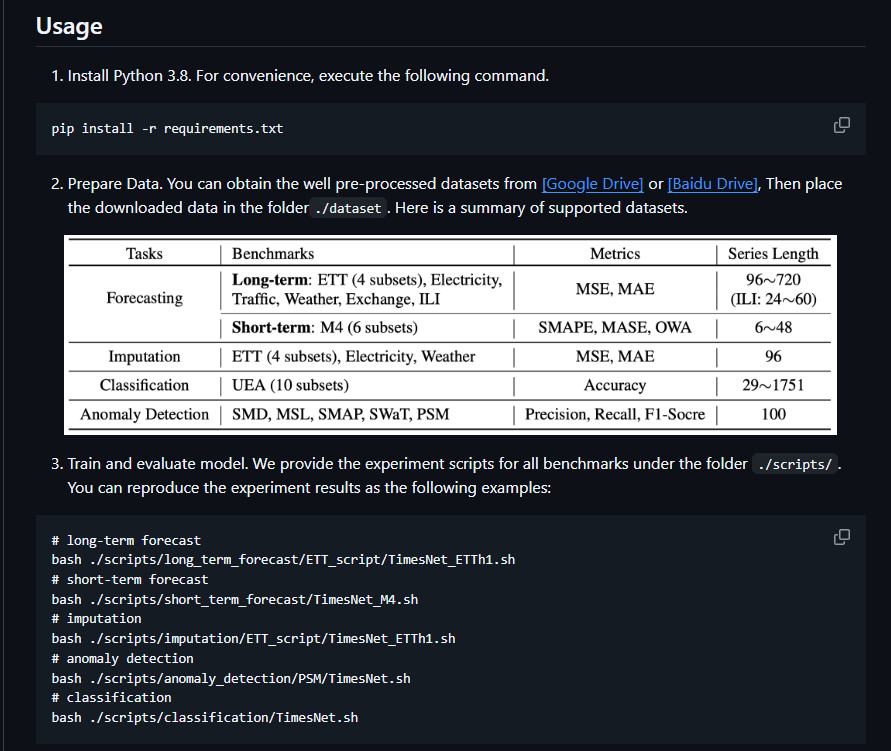 Usage
1. Install Python 3.8. For convenience, execute the following command.
pip install -r requirements.txt
2. Prepare Data. You can obtain the well pre-processed datasets from [Google Drive] or [Baidu Drive], Then place
the downloaded data in the folder ./dataset. Here is a summary of supported datasets.
Tasks Benchmarks Metrics Series Length
Forecasting
Long-term: ETT (4 subsets), Electricity,
Traffic, Weather, Exchange, ILI
MSE, MAE
96~720
(ILI: 24~60)
Short-term: M4 (6 subsets) SMAPE, MASE, OWA 6~48
Imputation ETT (4 subsets), Electricity, Weather MSE, MAE 96
Classification UEA (10 subsets) Accuracy 29~1751
Anomaly Detection SMD, MSL, SMAP, SWaT, PSM Precision, Recall, F1-Socre 100
3. Train and evaluate model. We provide the experiment scripts for all benchmarks under the folder ./scripts/.
You can reproduce the experiment results as the following examples:
# long-term forecast
bash ./scripts/long_term_forecast/ETT_script/TimesNet_ETTh1.sh
# short-term forecast
bash ./scripts/short_term_forecast/TimesNet_M4.sh
# imputation
bash ./scripts/imputation/ETT_script/TimesNet_ETTh1.sh
# anomaly detection
bash ./scripts/anomaly_detection/PSM/TimesNet.sh
# classification
bash ./scripts/classification/TimesNet.sh